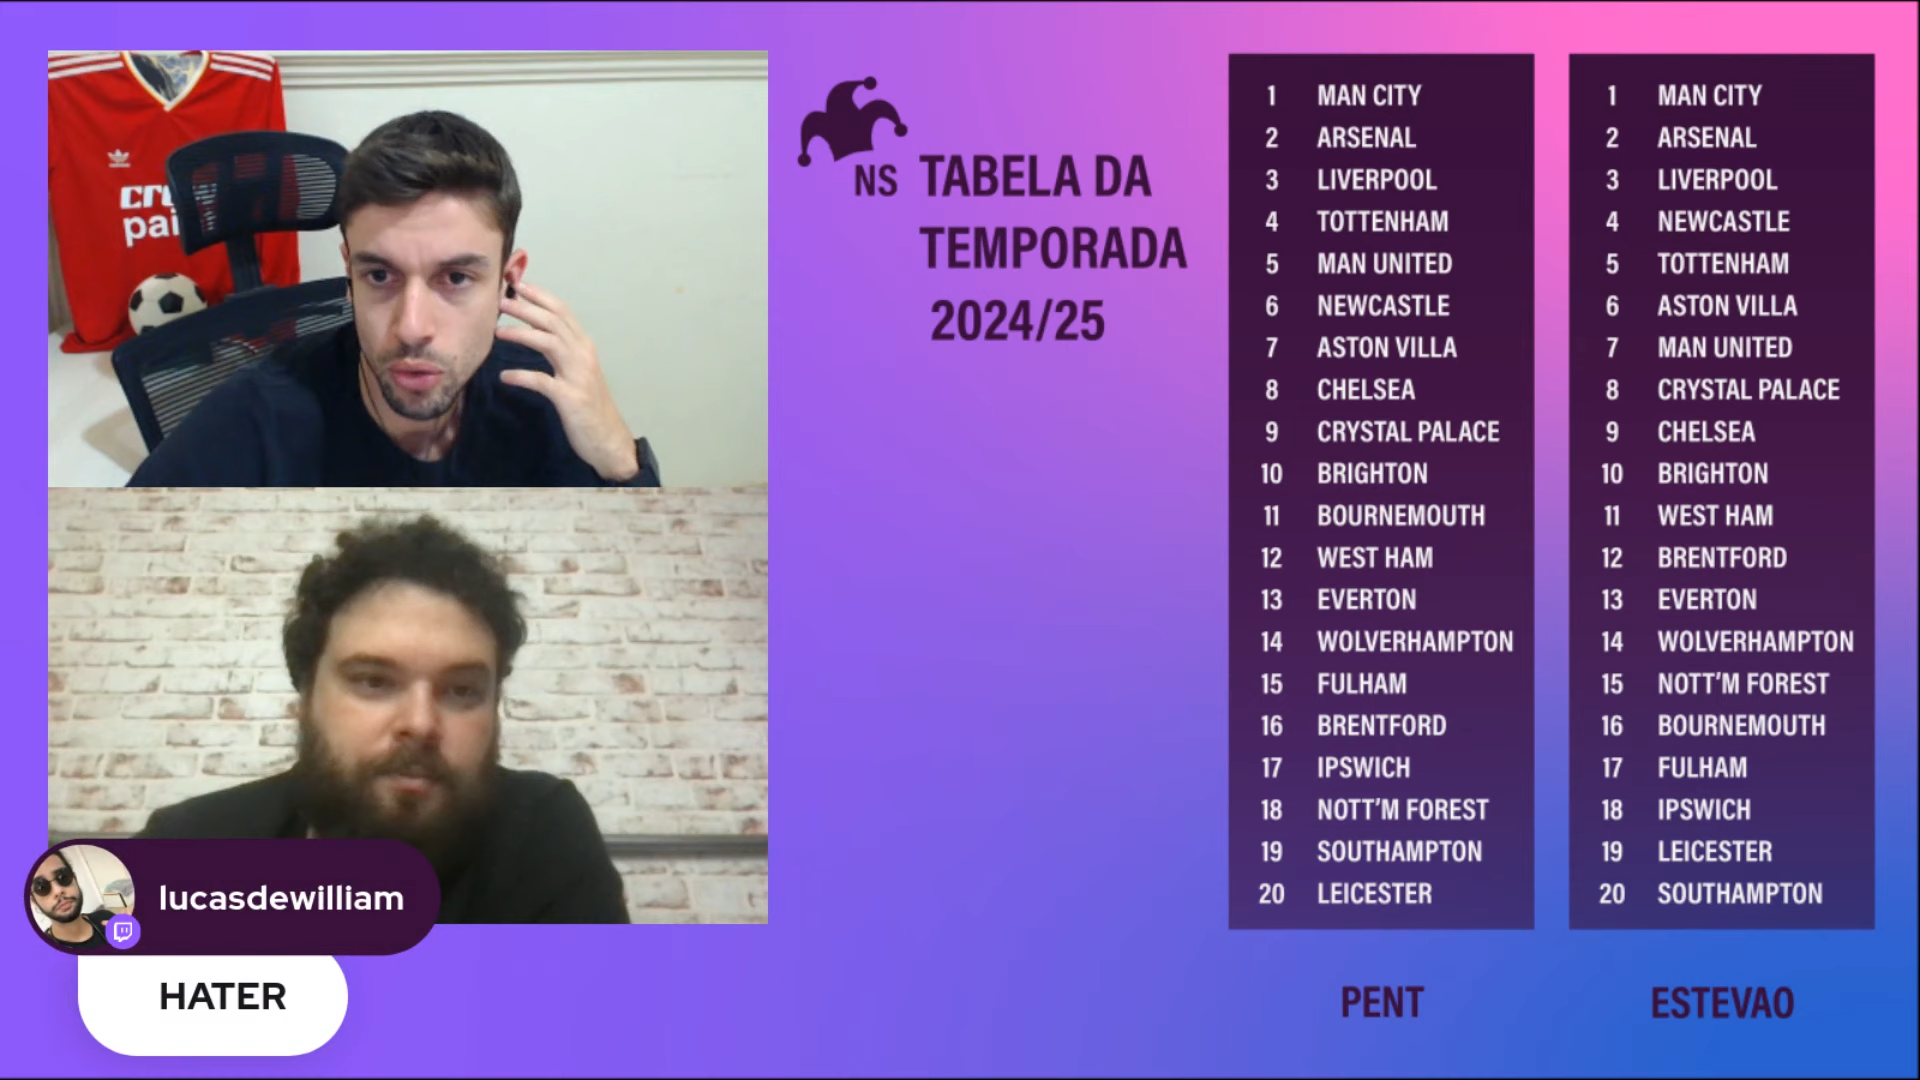 cry
pai
NS
TABELA DA
TEMPORADA
2024/25
1 MAN CITY
2 ARSENAL
3 LIVERPOOL
4 TOTTENHAM
5 MAN UNITED
6 NEWCASTLE
7 ASTON VILLA
8 CHELSEA
9 CRYSTAL PALACE
10 BRIGHTON
11 BOURNEMOUTH
12 WEST HAM
13 EVERTON
14 WOLVERHAMPTON
15 FULHAM
16 BRENTFORD
17 IPSWICH
18 NOTT'M FOREST
19 SOUTHAMPTON
20 LEICESTER
PENT
1 MAN CITY
2 ARSENAL
3 LIVERPOOL
4 NEWCASTLE
5 TOTTENHAM
6 ASTON VILLA
7 MAN UNITED
8 CRYSTAL PALACE
9 CHELSEA
10 BRIGHTON
11 WEST HAM
12 BRENTFORD
13 EVERTON
14 WOLVERHAMPTON
15 NOTT'M FOREST
16 BOURNEMOUTH
17 FULHAM
18 IPSWICH
19 LEICESTER
20 SOUTHAMPTON
ESTEVAO
lucasdewilliam
HATER